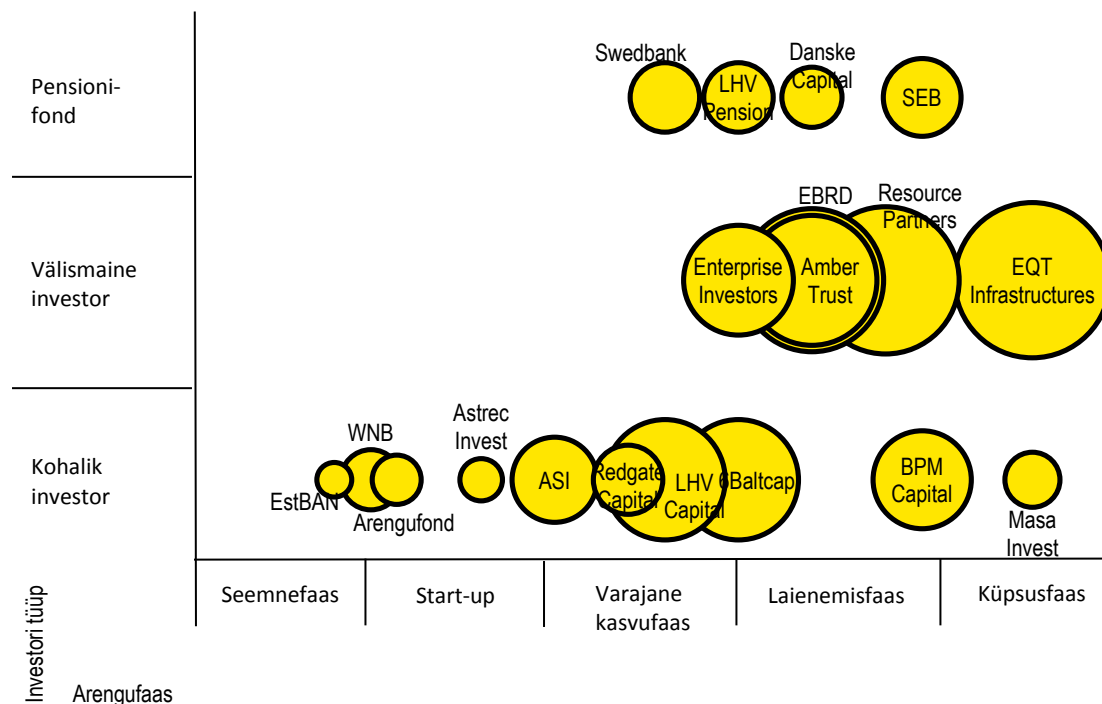 Pensioni-
fond
Swedbank
LHV
Pension
Danske
Capital
SEB
Välismaine
investor
Enterprise
Investors
EBRD
Amber
Trust
Resource
Partners
EQT
Infrastructures
Kohalik
investor
EstBAN
WNB
Arengufond
Astrec
Invest
ASI
Redgate
Capital
LHV
Capital
6Baltcap
BPM
Capital
Masa
Invest
Seemnefaas
Start-up
Varajane
kasvufaas
Laienemisfaas
Küpsusfaas
Investori tüüp
Arengufaas